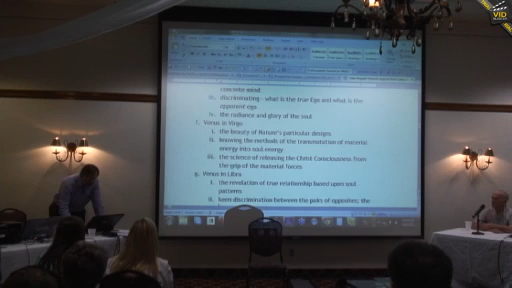 concrete mind
iii. discriminating - what is the true Ego and what is the
apparent ego
iv. the radiance and glory of the soul
f. Venus in Virgo
i. the beauty of Nature's particular designs
ii. knowing the methods of the transmutation of material
energy into soul energy
iii. the science of releasing the Christ Consciousness from
the grip of the material forces
g. Venus in Libra
i. the revelation of true relationship based upon soul
patterns
ii. keen discrimination between the pairs of opposites; the
VID